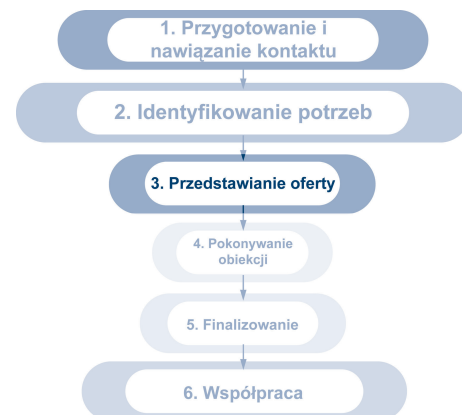 1. Przygotowanie i
nawiązanie kontaktu
2. Identyfikowanie potrzeb
3. Przedstawianie oferty
4. Pokonywanie
obiekcji
5. Finalizowanie
6. Współpraca